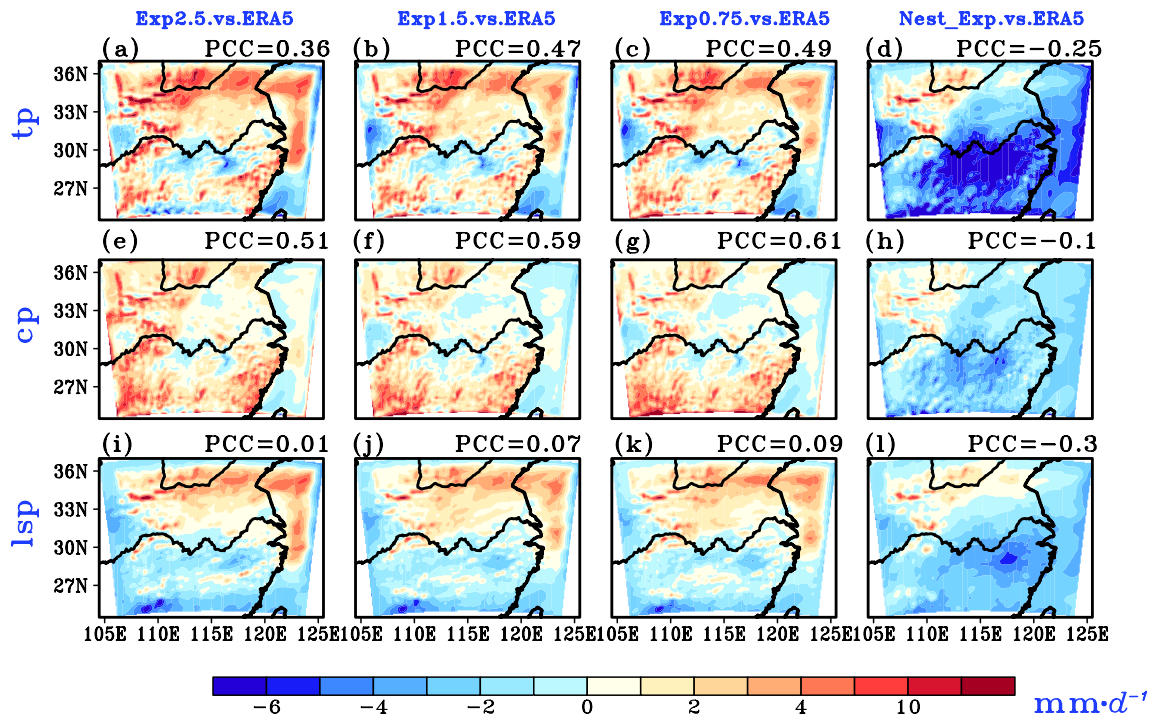 Exp2.5.vs.ERA5 Exp1.5.vs.ERA5 Exp0.75.vs.ERA5 Nest_Exp.vs.ERA5
(a) PCC=0.36 (b) PCC=0.47 (c) PCC=0.49 (d) PCC=−0.25
tp
36N
33N
30N
27N
(e) PCC=0.51 (f) PCC=0.59 (g) PCC=0.61 (h) PCC=−0.1
cp
36N
33N
30N
27N
(i) PCC=0.01 (j) PCC=0.07 (k) PCC=0.09 (l) PCC=−0.3
lsp
36N
33N
30N
27N
105E 110E 115E 120E 125E 105E 110E 115E 120E 125E 105E 110E 115E 120E 125E 105E 110E 115E 120E 125E
−6 −4 −2 0 2 4 10 mm·d⁻¹